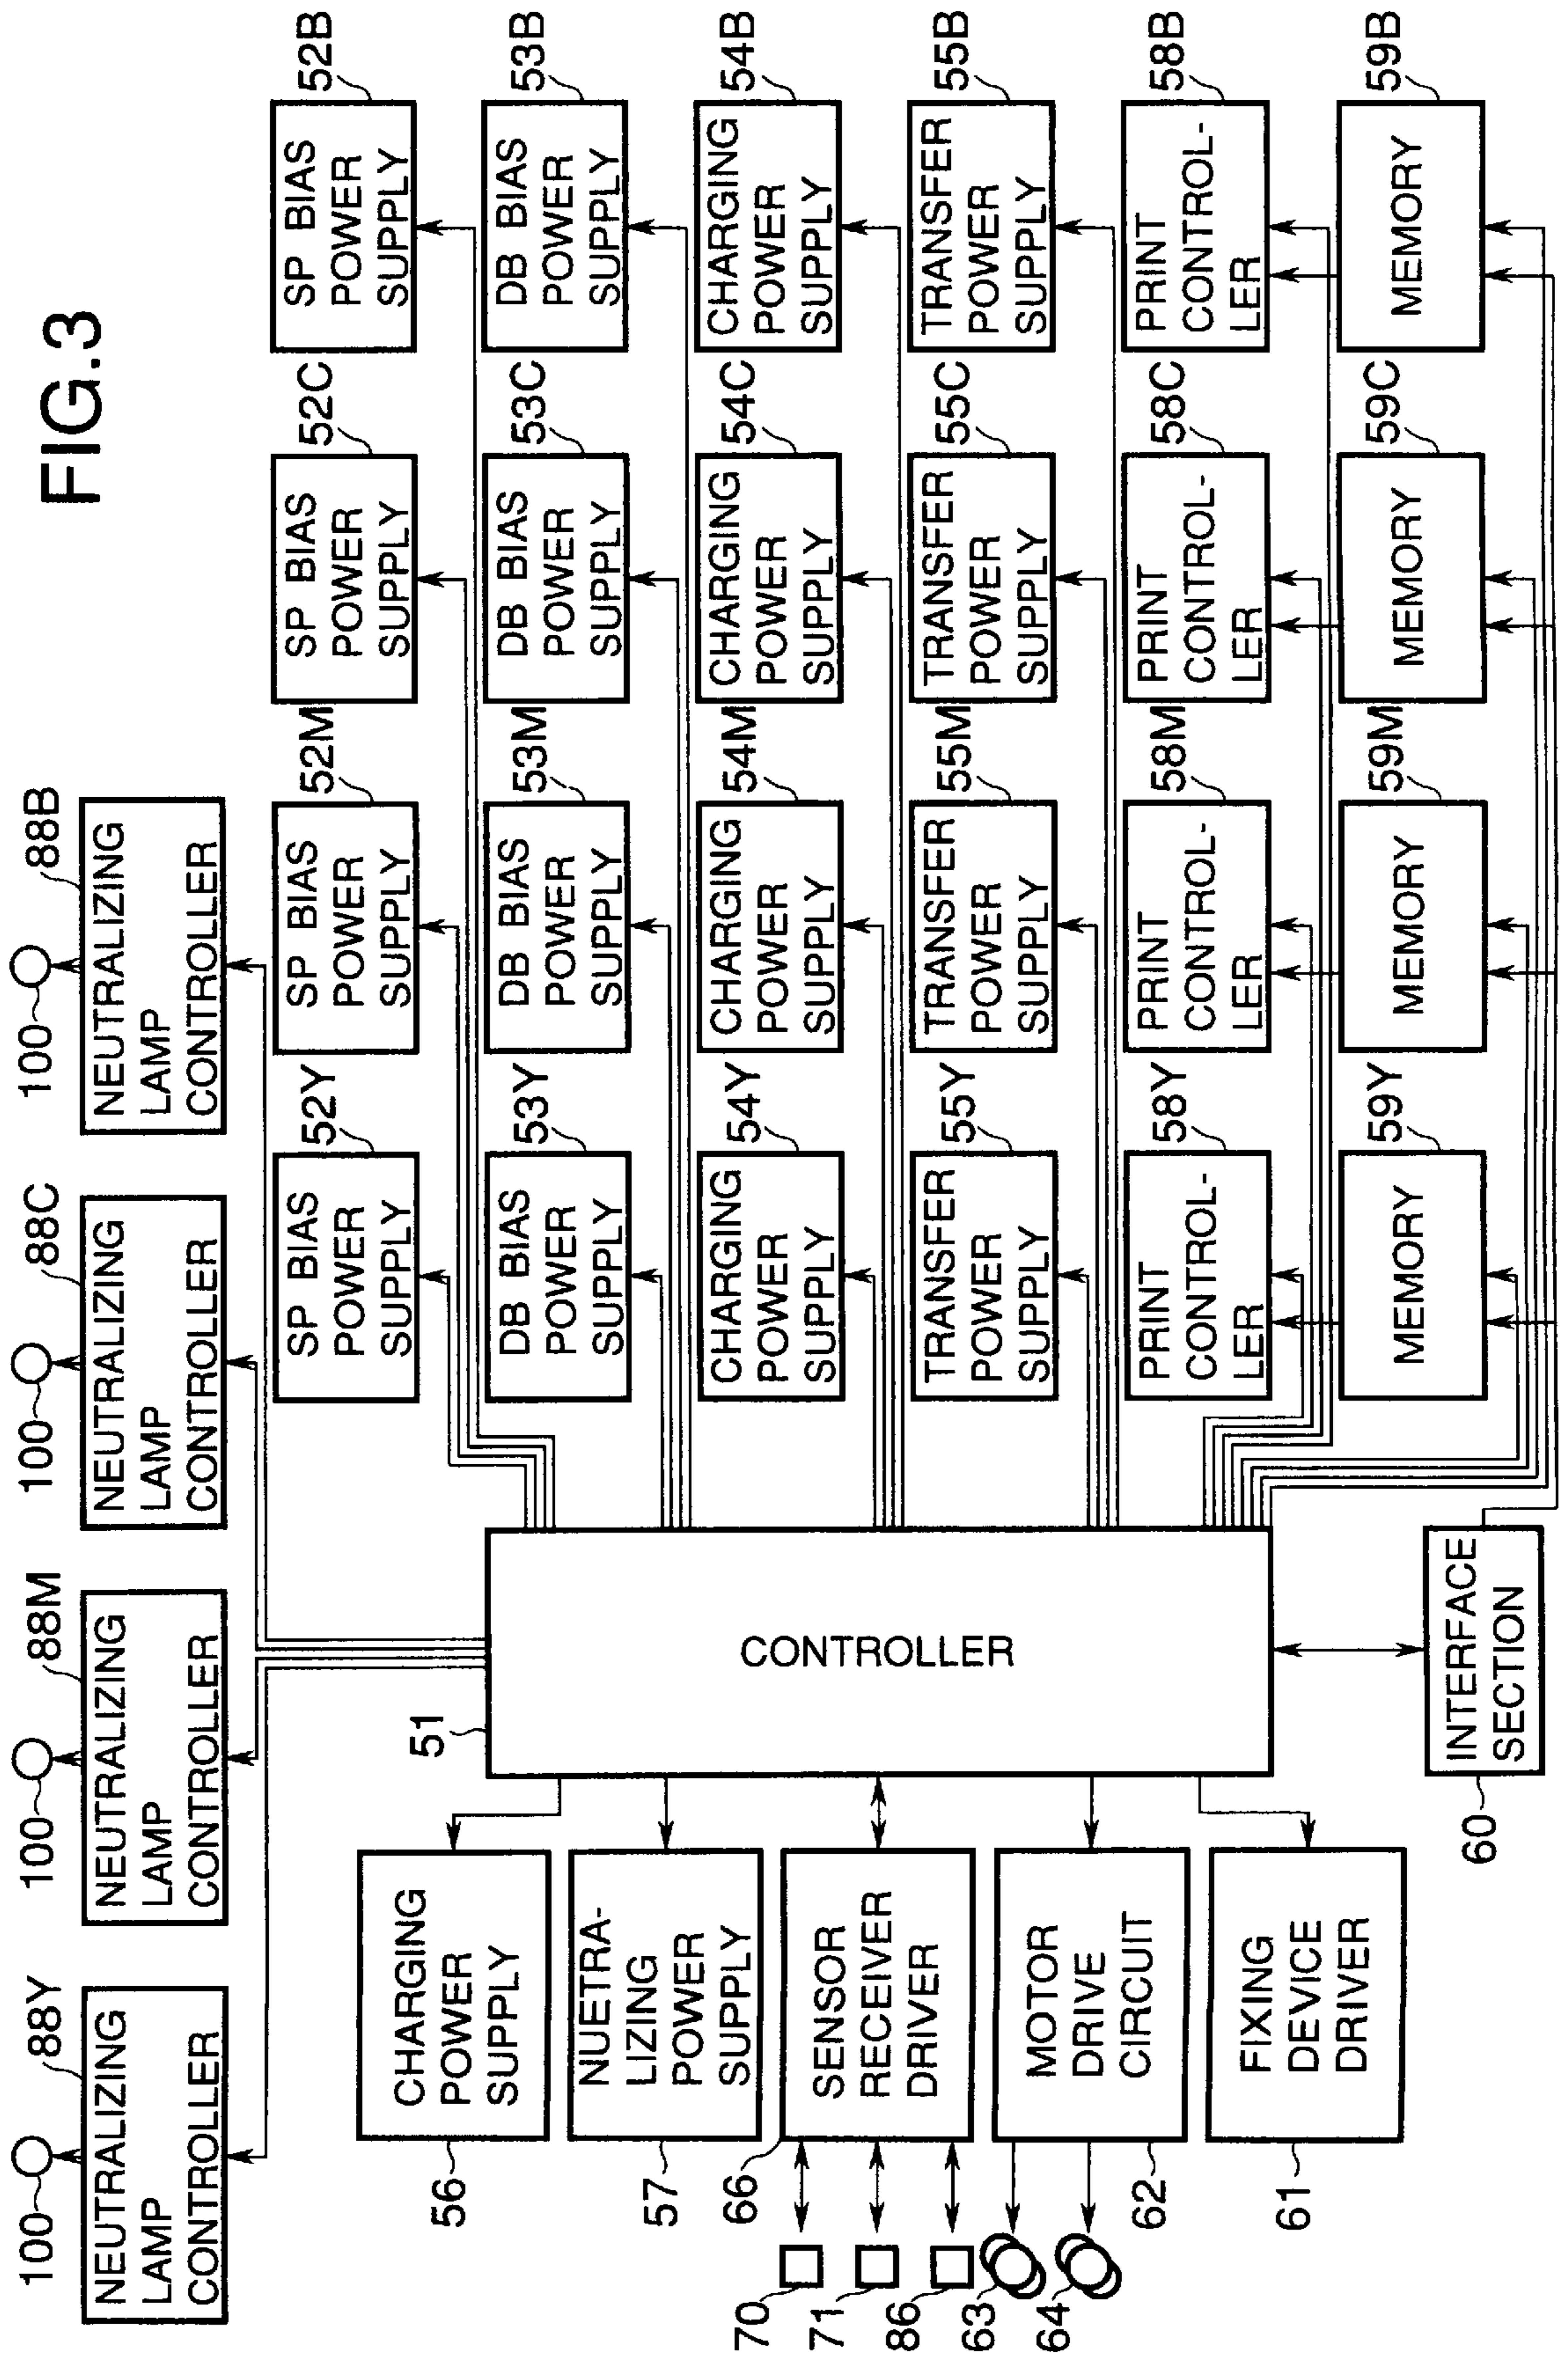 FIG.3
100
100
100
100
88Y
88M
88C
88B
NEUTRALIZING
LAMP
CONTROLLER
NEUTRALIZING
LAMP
CONTROLLER
NEUTRALIZING
LAMP
CONTROLLER
NEUTRALIZING
LAMP
CONTROLLER
52Y
52M
52C
52B
SP BIAS
POWER
SUPPLY
SP BIAS
POWER
SUPPLY
SP BIAS
POWER
SUPPLY
SP BIAS
POWER
SUPPLY
53Y
53M
53C
53B
DB BIAS
POWER
SUPPLY
DB BIAS
POWER
SUPPLY
DB BIAS
POWER
SUPPLY
DB BIAS
POWER
SUPPLY
54Y
54M
54C
54B
CHARGING
POWER
SUPPLY
CHARGING
POWER
SUPPLY
CHARGING
POWER
SUPPLY
CHARGING
POWER
SUPPLY
55Y
55M
55C
55B
TRANSFER
POWER
SUPPLY
TRANSFER
POWER
SUPPLY
TRANSFER
POWER
SUPPLY
TRANSFER
POWER
SUPPLY
58Y
58M
58C
58B
PRINT
CONTROL-
LER
PRINT
CONTROL-
LER
PRINT
CONTROL-
LER
PRINT
CONTROL-
LER
59Y
59M
59C
59B
MEMORY
MEMORY
MEMORY
MEMORY
51
CONTROLLER
56
CHARGING
POWER
SUPPLY
57
NUETRA-
LIZING
POWER
SUPPLY
66
SENSOR
RECEIVER
DRIVER
62
MOTOR
DRIVE
CIRCUIT
61
FIXING
DEVICE
DRIVER
60
INTERFACE
SECTION
70
71
86
63
64